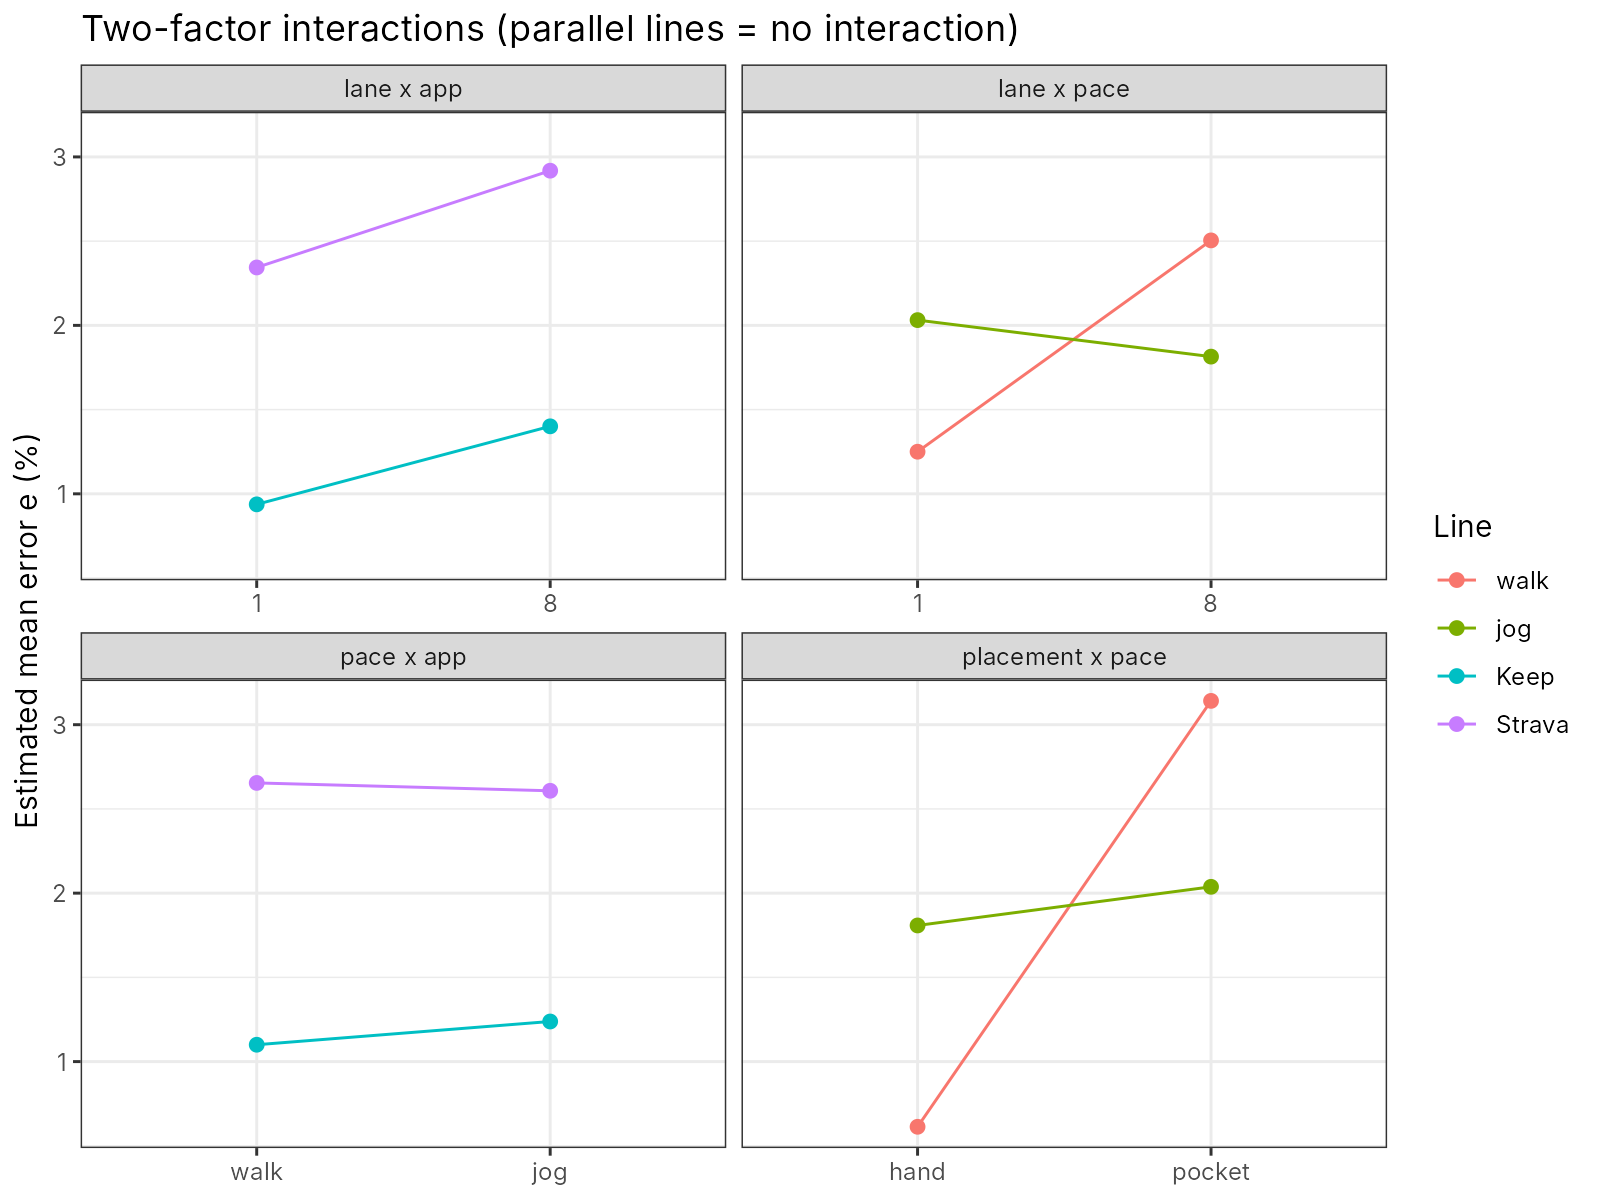 Two-factor interactions (parallel lines = no interaction)
lane x app
lane x pace
3
2
1
1
8
1
8
pace x app
placement x pace
3
2
1
walk
jog
hand
pocket
Estimated mean error e (%)
Line
walk
jog
Keep
Strava